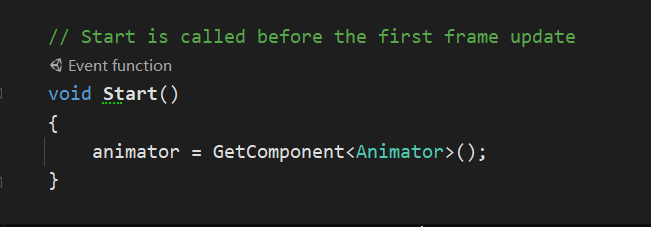 // Start is called before the first frame update
Event function
void Start()
{
animator = GetComponent<Animator>();
}